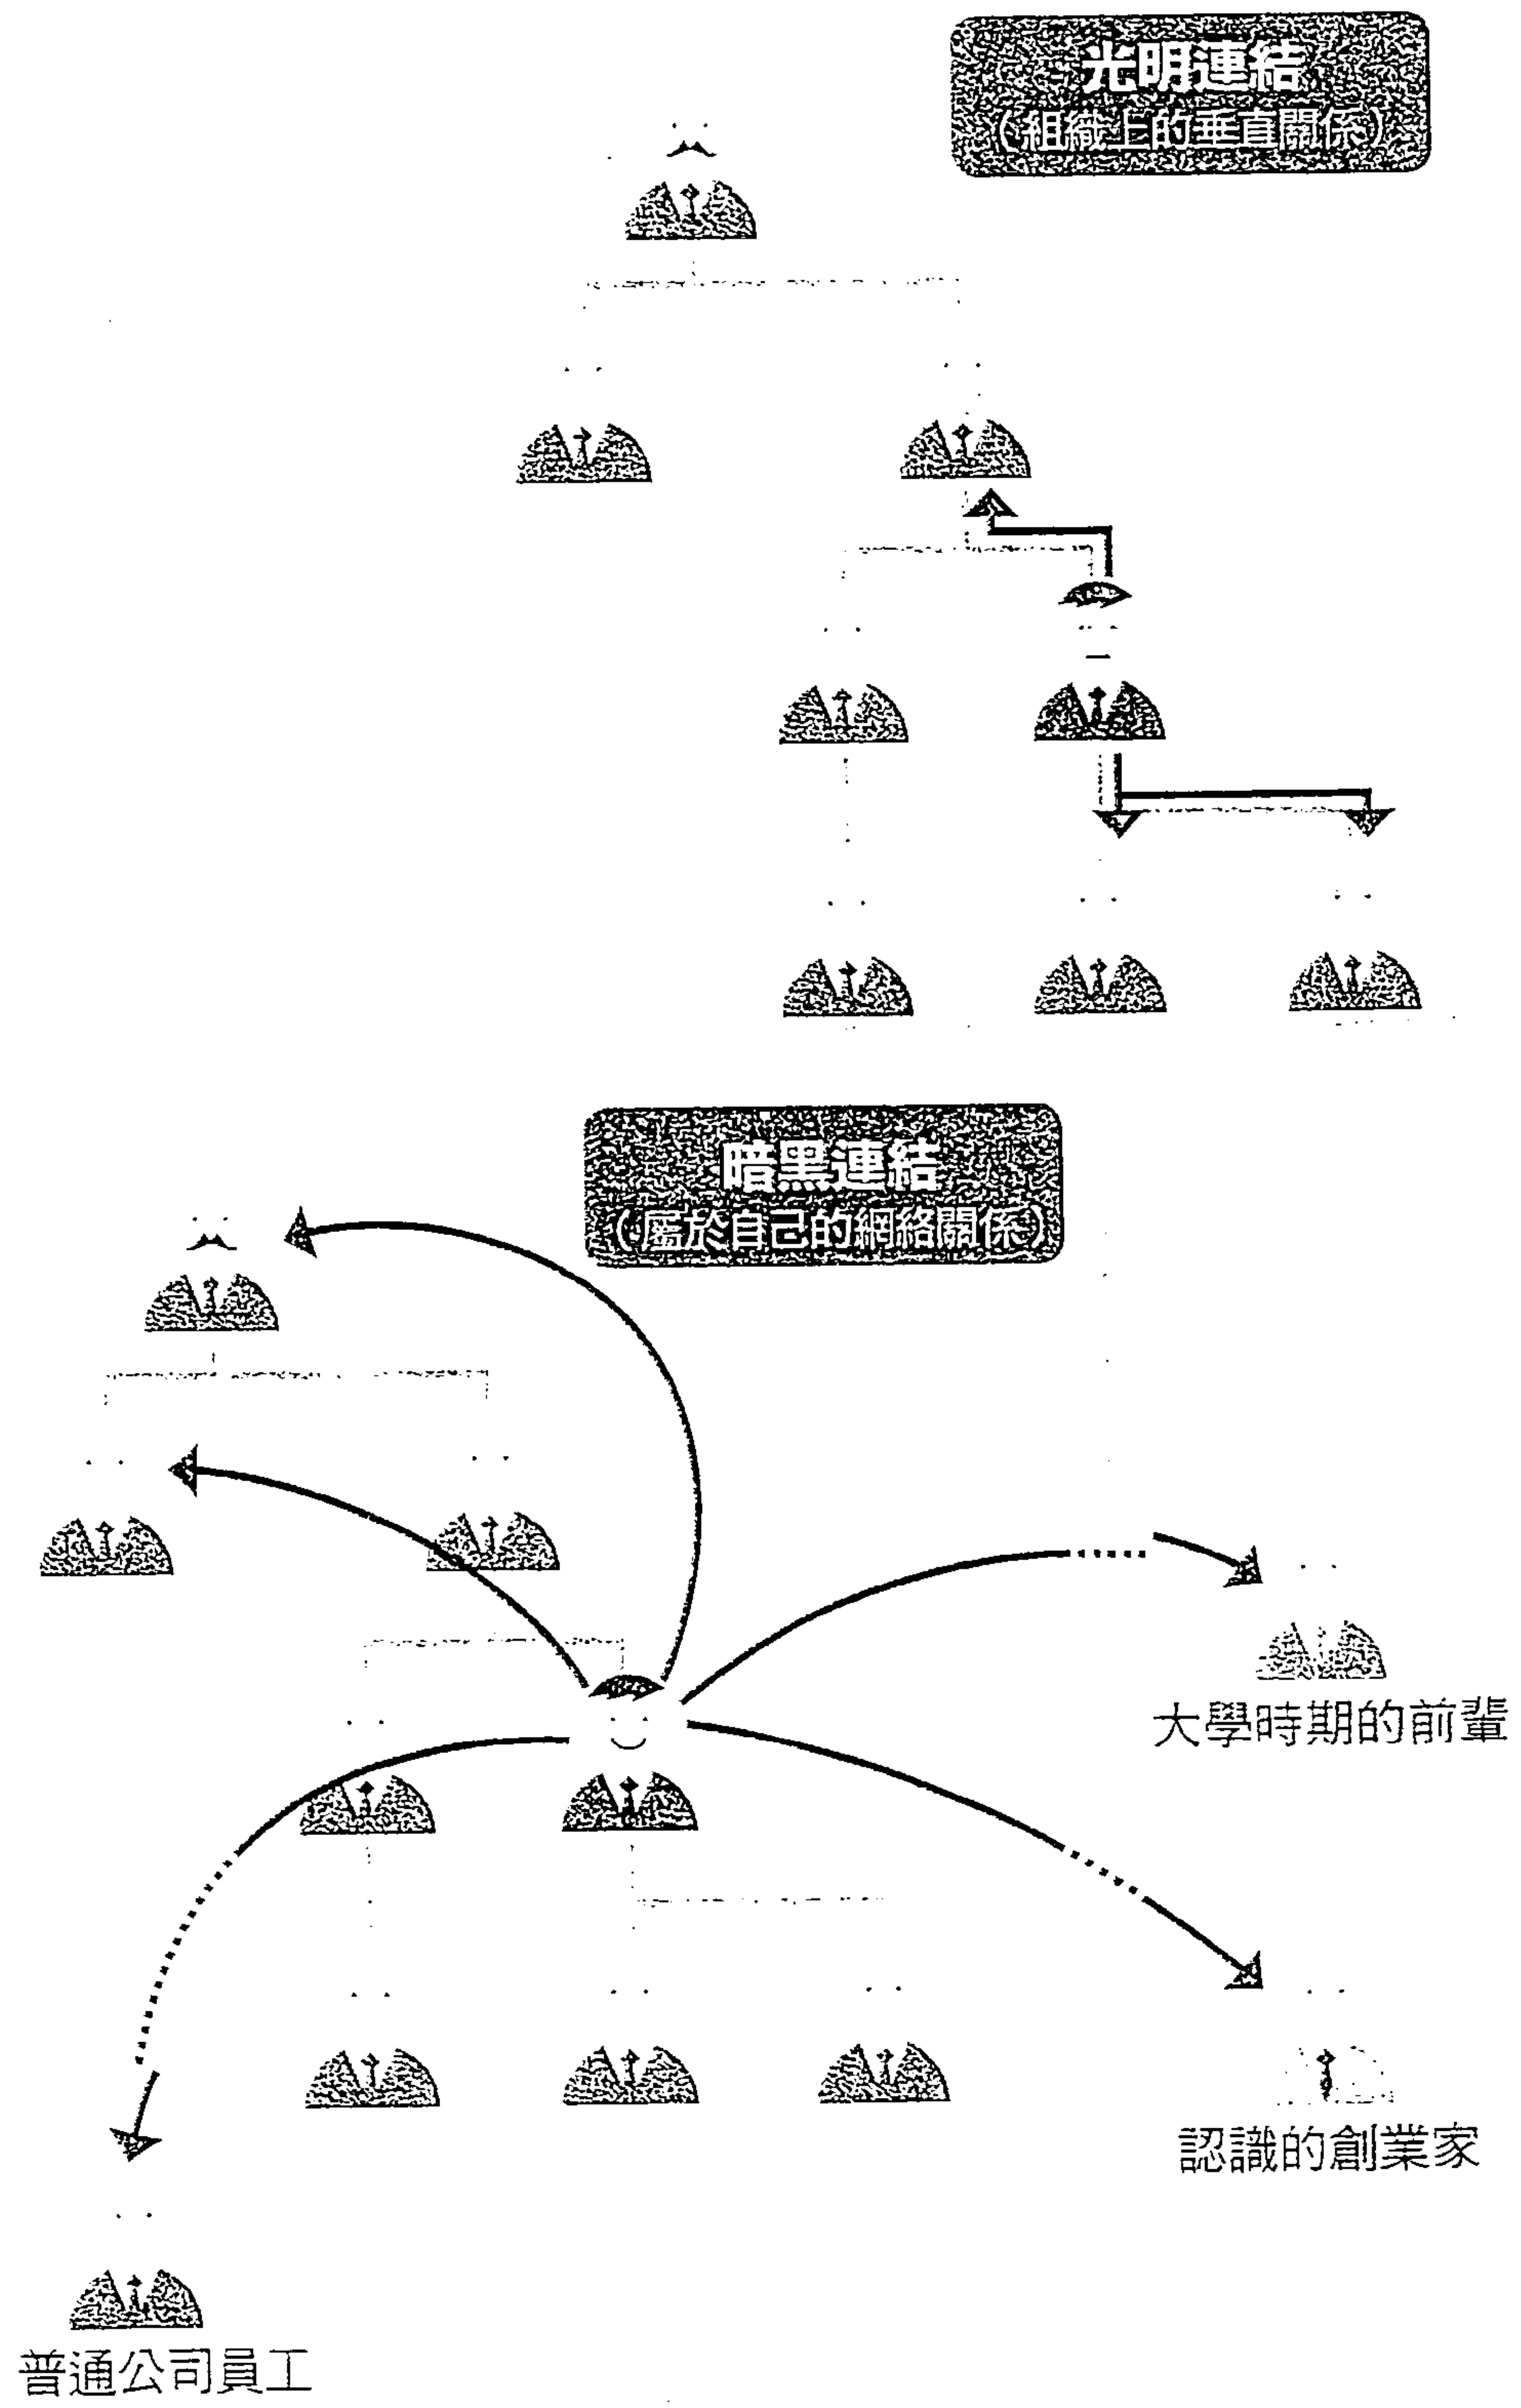 光明連結
（組織上的垂直關係）
暗黑連結
（屬於自己的網絡關係）
大學時期的前輩
認識的創業家
普通公司員工